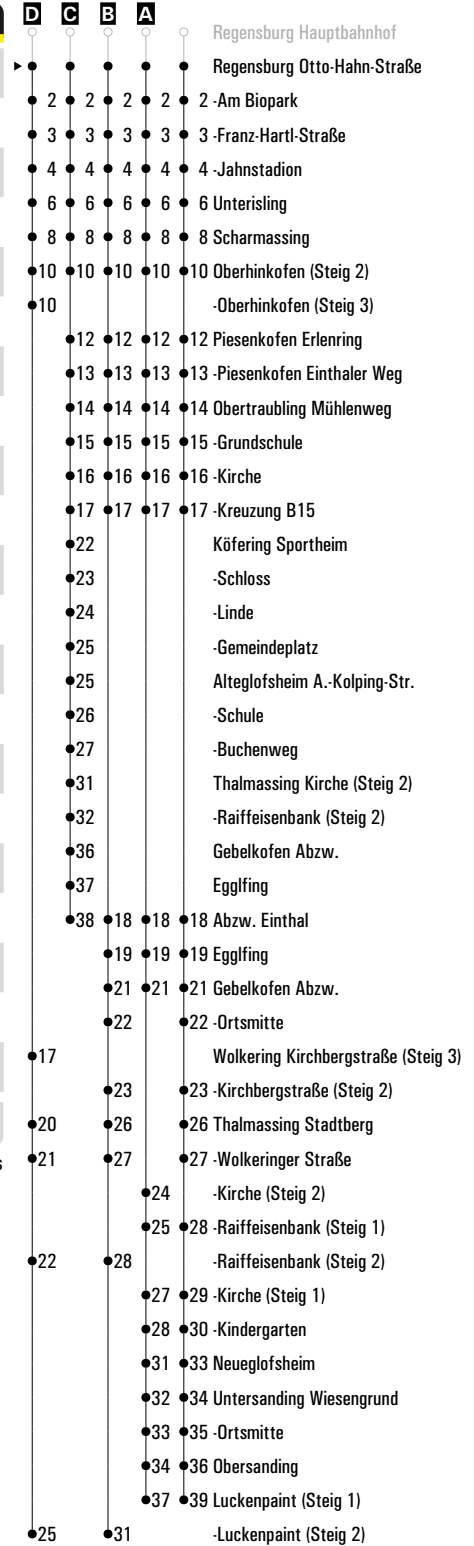 D C B A
Regensburg Hauptbahnhof
Regensburg Otto-Hahn-Straße
2 2 2 2 2 -Am Biopark
3 3 3 3 3 -Franz-Hartl-Straße
4 4 4 4 4 -Jahnstadion
6 6 6 6 6 Unterisling
8 8 8 8 8 Scharmassing
10 10 10 10 10 Oberhinkofen (Steig 2)
10 -Oberhinkofen (Steig 3)
12 12 12 12 Piesenkofen Erlenring
13 13 13 13 -Piesenkofen Einthaler Weg
14 14 14 14 Obertraubling Mühlenweg
15 15 15 15 -Grundschule
16 16 16 16 -Kirche
17 17 17 17 -Kreuzung B15
22 Köfering Sportheim
23 -Schloss
24 -Linde
25 -Gemeindeplatz
25 Alteglofsheim A.-Kolping-Str.
26 -Schule
27 -Buchenweg
31 Thalmassing Kirche (Steig 2)
32 -Raiffeisenbank (Steig 2)
36 Gebelkofen Abzw.
37 Egglfing
38 18 18 18 Abzw. Einthal
19 19 19 Egglfing
21 21 21 Gebelkofen Abzw.
22 22 -Ortsmitte
17 Wolkering Kirchbergstraße (Steig 3)
23 23 -Kirchbergstraße (Steig 2)
20 26 26 Thalmassing Stadtberg
21 27 27 -Wolkeringer Straße
24 -Kirche (Steig 2)
25 28 -Raiffeisenbank (Steig 1)
22 28 -Raiffeisenbank (Steig 2)
27 29 -Kirche (Steig 1)
28 30 -Kindergarten
31 33 Neueglofsheim
32 34 Untersanding Wiesengrund
33 35 -Ortsmitte
34 36 Obersanding
37 39 Luckenpaint (Steig 1)
25 31 -Luckenpaint (Steig 2)